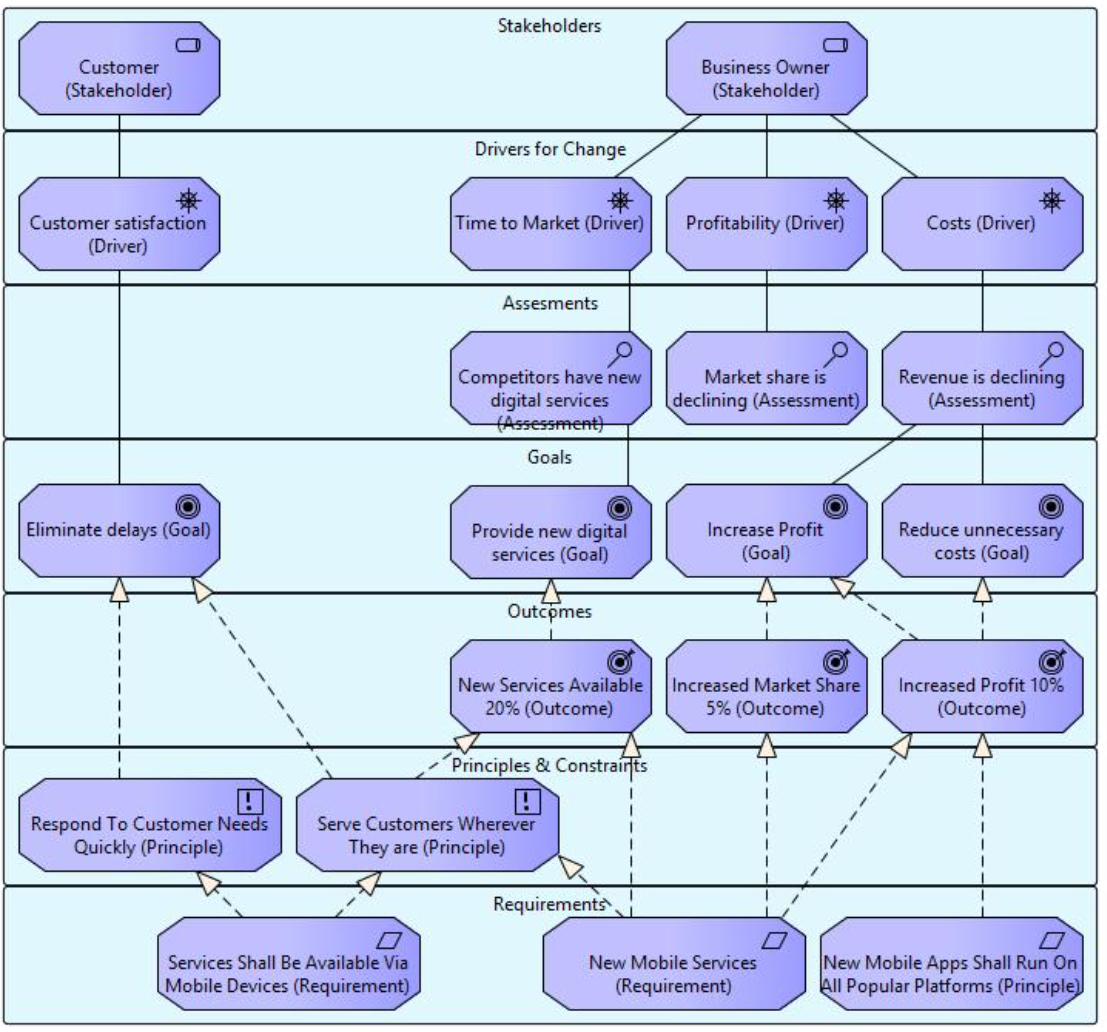 Stakeholders
Customer
(Stakeholder)
Business Owner
(Stakeholder)
Drivers for Change
Customer satisfaction
(Driver)
Time to Market (Driver)
Profitability (Driver)
Costs (Driver)
Assesments
Competitors have new
digital services
(Assessment)
Market share is
declining (Assessment)
Revenue is declining
(Assessment)
Goals
Eliminate delays (Goal)
Provide new digital
services (Goal)
Increase Profit
(Goal)
Reduce unnecessary
costs (Goal)
Outcomes
New Services Available
20% (Outcome)
Increased Market Share
5% (Outcome)
Increased Profit 10%
(Outcome)
Principles & Constraints
Respond To Customer Needs
Quickly (Principle)
Serve Customers Wherever
They are (Principle)
Requirements
Services Shall Be Available Via
Mobile Devices (Requirement)
New Mobile Services
(Requirement)
New Mobile Apps Shall Run On
All Popular Platforms (Principle)